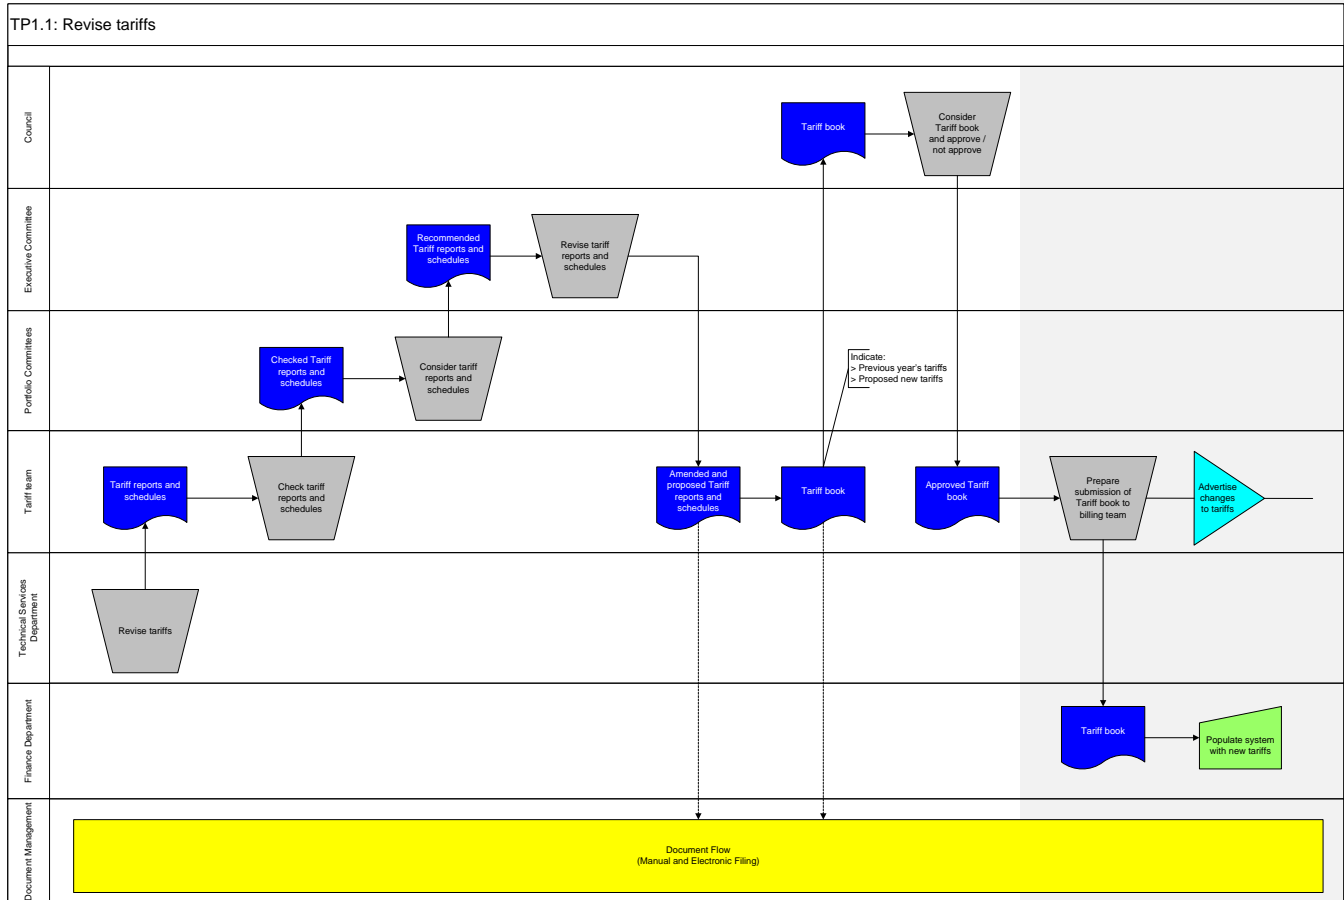 TP1.1: Revise tariffs
Council
Tariff book
Consider
Tariff book
and approve /
not approve
Executive Committee
Recommended
Tariff reports and
schedules
Revise tariff
reports and
schedules
Portfolio Committees
Checked Tariff
reports and
schedules
Consider tariff
reports and
schedules
Indicate:
> Previous year's tariffs
> Proposed new tariffs
Tariff team
Tariff reports and
schedules
Check tariff
reports and
schedules
Amended and
proposed Tariff
reports and
schedules
Tariff book
Approved Tariff
book
Prepare
submission of
Tariff book to
billing team
Advertise
changes
to tariffs
Technical Services
Department
Revise tariffs
Finance Department
Tariff book
Populate system
with new tariffs
Document Management
Document Flow
(Manual and Electronic Filing)